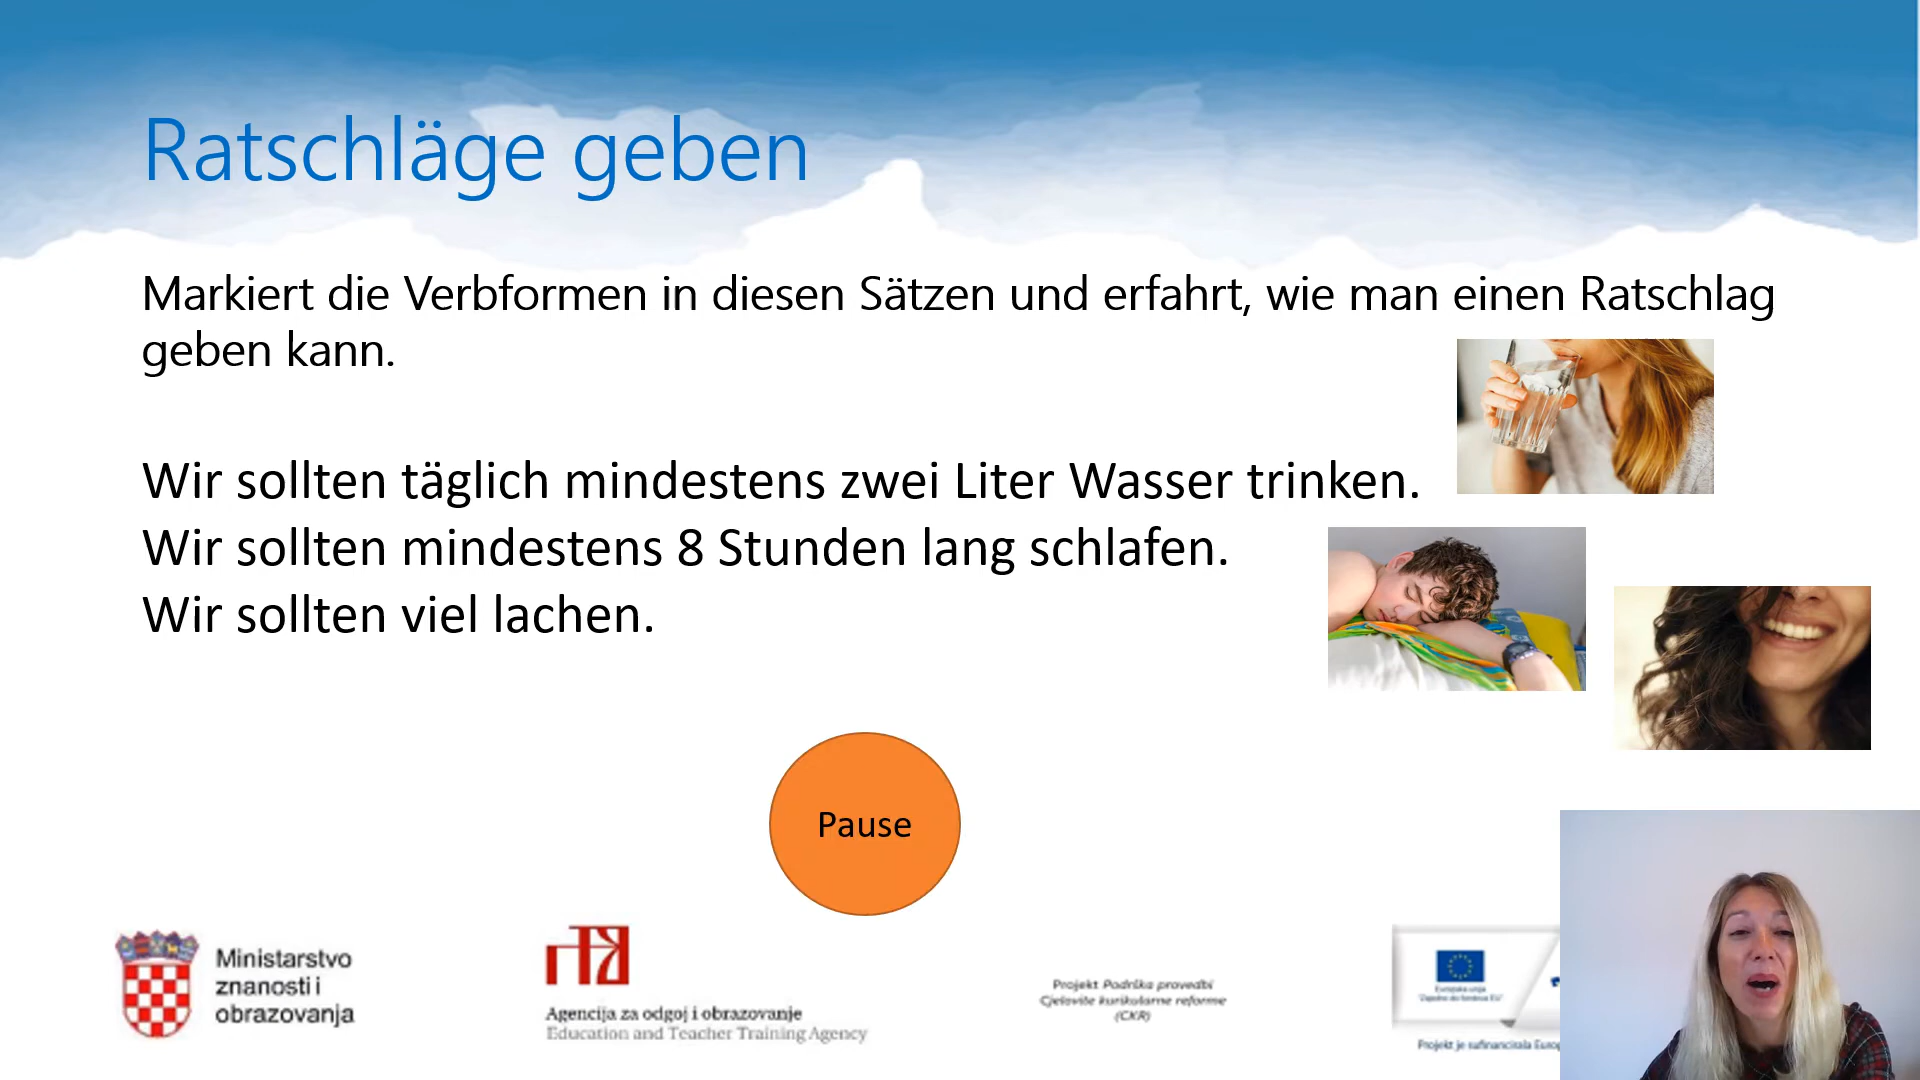 Ratschläge geben
Markiert die Verbformen in diesen Sätzen und erfahrt, wie man einen Ratschlag
geben kann.
Wir sollten täglich mindestens zwei Liter Wasser trinken.
Wir sollten mindestens 8 Stunden lang schlafen.
Wir sollten viel lachen.
Pause
Ministarstvo
znanosti i
obrazovanja
Agencija za odgoj i obrazovanje
Education and Teacher Training Agency
Projekt Podrška provedbi
Cjelovite kurikularne reforme
(CKR)
Europska unija
"Zajedno do fondova EU"
Projekt je sufinancirala Europ